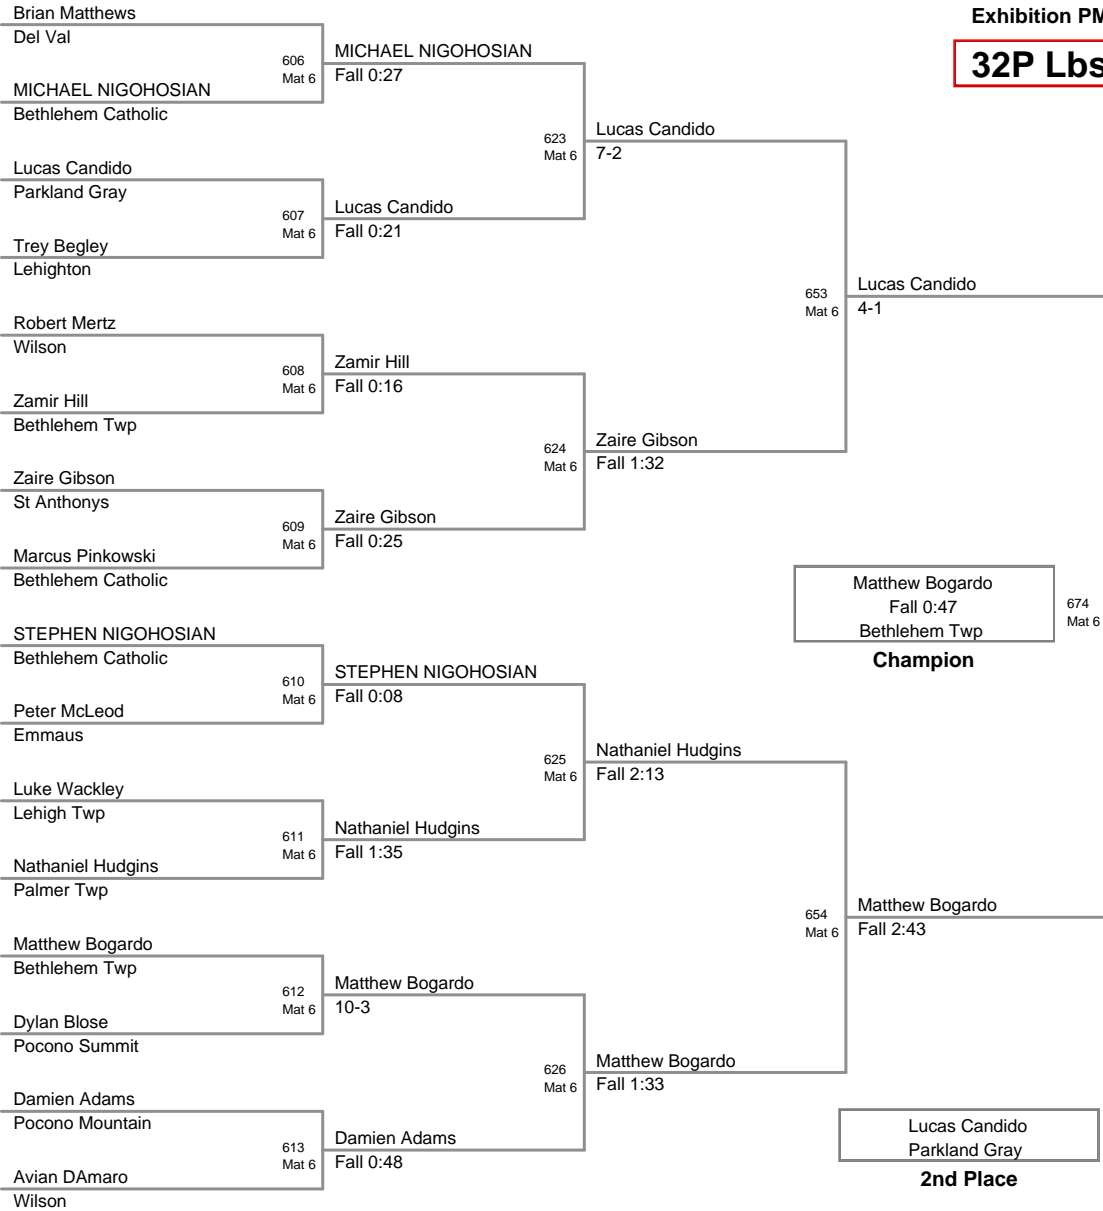 Exhibition PM
32P Lbs
Brian Matthews
Del Val
606
Mat 6
MICHAEL NIGOHOSIAN
Bethlehem Catholic
MICHAEL NIGOHOSIAN
Fall 0:27
Lucas Candido
Parkland Gray
607
Mat 6
Trey Begley
Lehighton
Lucas Candido
Fall 0:21
623
Mat 6
Lucas Candido
7-2
Robert Mertz
Wilson
608
Mat 6
Zamir Hill
Bethlehem Twp
Zamir Hill
Fall 0:16
Zaire Gibson
St Anthonys
609
Mat 6
Marcus Pinkowski
Bethlehem Catholic
Zaire Gibson
Fall 0:25
624
Mat 6
Zaire Gibson
Fall 1:32
653
Mat 6
Lucas Candido
4-1
Matthew Bogardo
Fall 0:47
Bethlehem Twp
Champion
674
Mat 6
STEPHEN NIGOHOSIAN
Bethlehem Catholic
610
Mat 6
Peter McLeod
Emmaus
STEPHEN NIGOHOSIAN
Fall 0:08
Luke Wackley
Lehigh Twp
611
Mat 6
Nathaniel Hudgins
Palmer Twp
Nathaniel Hudgins
Fall 1:35
625
Mat 6
Nathaniel Hudgins
Fall 2:13
Matthew Bogardo
Bethlehem Twp
612
Mat 6
Dylan Blose
Pocono Summit
Matthew Bogardo
10-3
Damien Adams
Pocono Mountain
613
Mat 6
Avian DAmaro
Wilson
Damien Adams
Fall 0:48
626
Mat 6
Matthew Bogardo
Fall 1:33
654
Mat 6
Matthew Bogardo
Fall 2:43
Lucas Candido
Parkland Gray
2nd Place